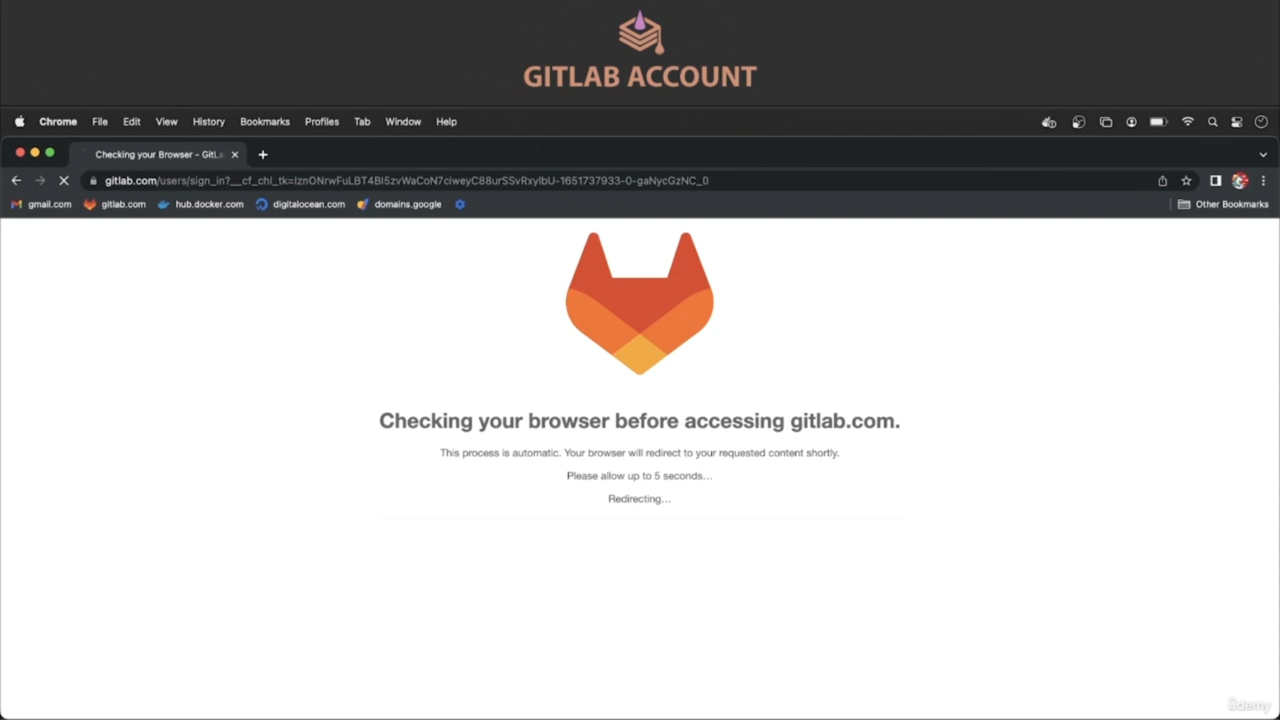 GITLAB ACCOUNT
Chrome File Edit View History Bookmarks Profiles Tab Window Help
Checking your Browser - GitLa
gitlab.com/users/sign_in?__cf_chl_tk=IznONrwFuLBT4BI5zvWaCoN7ciweyC88urSSvRxyIbU-1651737933-0-gaNycGzNC_0
gmail.com gitlab.com hub.docker.com digitalocean.com domains.google Other Bookmarks
Checking your browser before accessing gitlab.com.
This process is automatic. Your browser will redirect to your requested content shortly.
Please allow up to 5 seconds...
Redirecting...
ûdemy